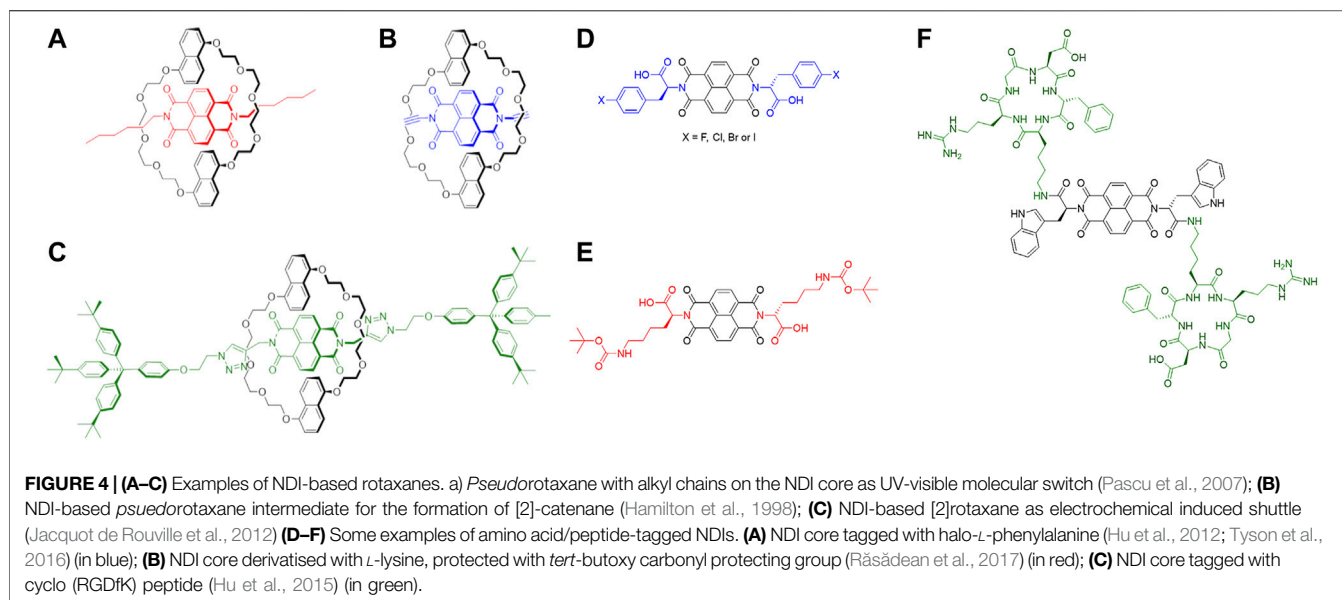 A
B
D
F
X = F, Cl, Br or I
C
E
FIGURE 4 | (A–C) Examples of NDI-based rotaxanes. a) Pseudorotaxane with alkyl chains on the NDI core as UV-visible molecular switch (Pascu et al., 2007); (B)
NDI-based psuedorotaxane intermediate for the formation of [2]-catenane (Hamilton et al., 1998); (C) NDI-based [2]rotaxane as electrochemical induced shuttle
(Jacquot de Rouville et al., 2012) (D–F) Some examples of amino acid/peptide-tagged NDIs. (A) NDI core tagged with halo-L-phenylalanine (Hu et al., 2012; Tyson et al.,
2016) (in blue); (B) NDI core derivatised with L-lysine, protected with tert-butoxy carbonyl protecting group (Răsădean et al., 2017) (in red); (C) NDI core tagged with
cyclo (RGDfK) peptide (Hu et al., 2015) (in green).